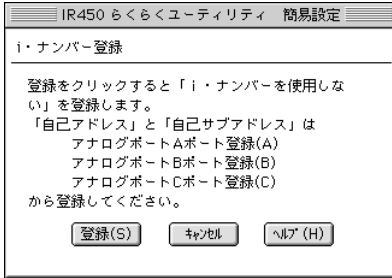 IR450 らくらくユーティリティ 簡易設定
i・ナンバー登録
登録をクリックすると「i・ナンバーを使用しな
い」を登録します。
「自己アドレス」と「自己サブアドレス」は
アナログポートAポート登録(A)
アナログポートBポート登録(B)
アナログポートCポート登録(C)
から登録してください。
登録(S) ｷｬﾝｾﾙ ﾍﾙﾌﾟ(H)